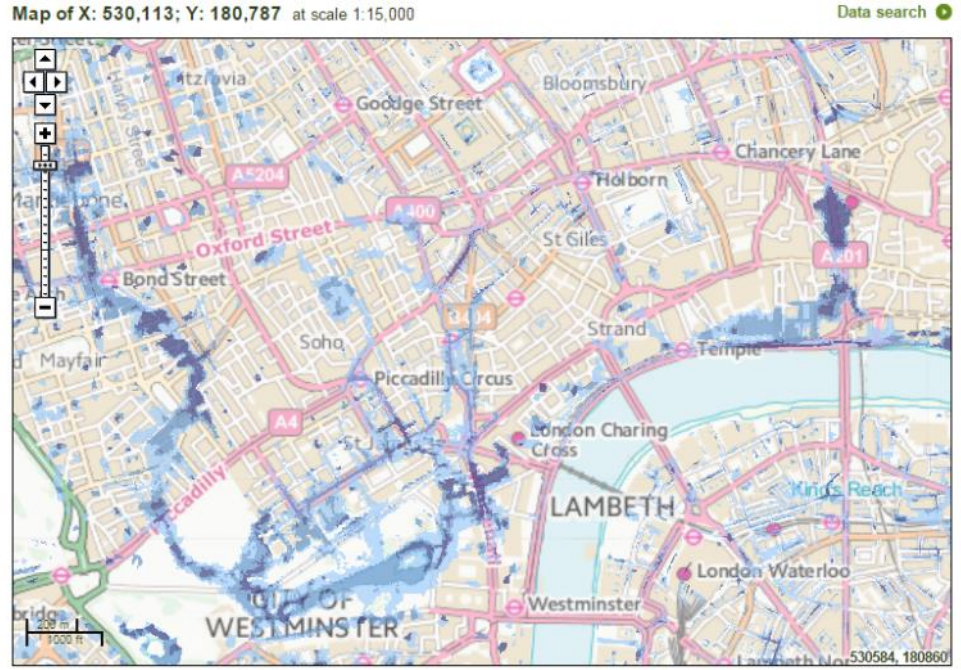 Map of X: 530,113; Y: 180,787 at scale 1:15,000
Data search
Bloomsbury
Goodge Street
Chancery Lane
A5204
Holborn
A400
Oxford Street
St Giles
A201
Bond Street
Strand
Soho
Temple
Mayfair
Piccadilly Circus
A4
London Charing
Cross
King's Reach
LAMBETH
London Waterloo
CITY OF
WESTMINSTER
Westminster
200 m
1000 ft
530584, 180860